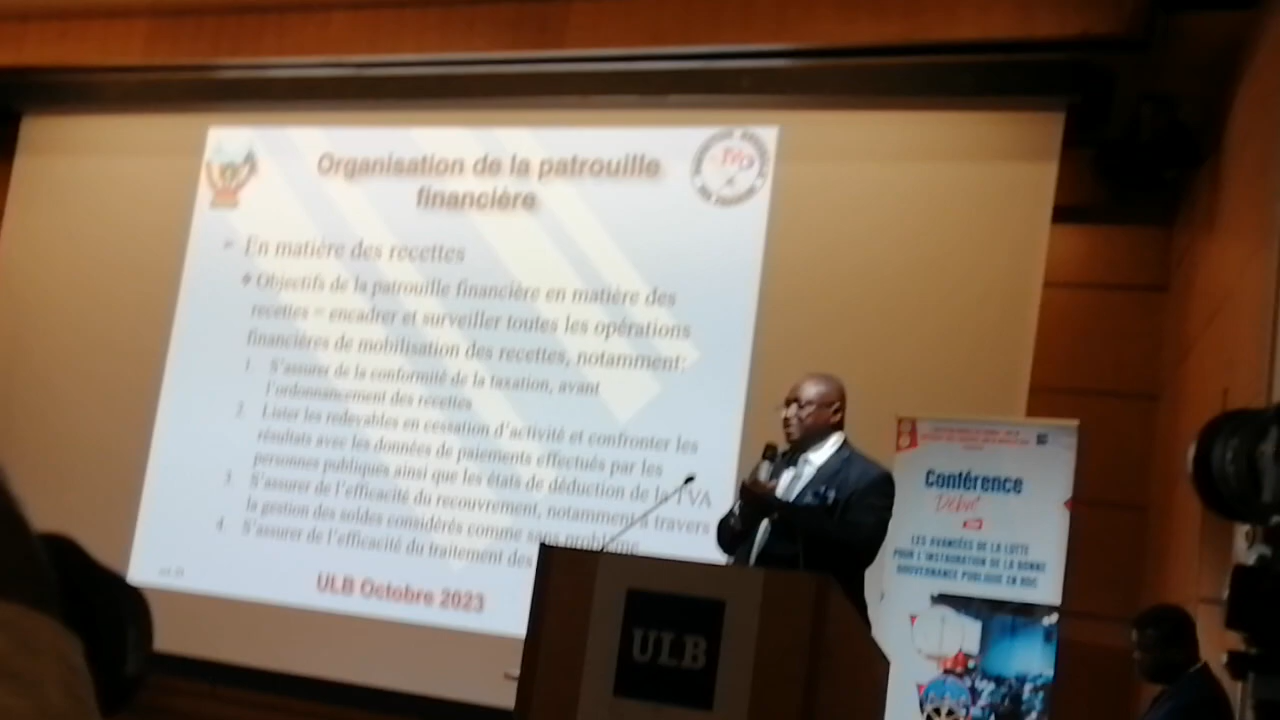 Organisation de la patrouille
financière
En matière des recettes
Objectifs de la patrouille financière en matière des
recettes = encadrer et surveiller toutes les opérations
financières de mobilisation des recettes, notamment:
1. S'assurer de la conformité de la taxation, avant
l'ordonnancement des recettes
2. Lister les redevables en cessation d'activité et confronter les
résultats avec les données de paiements effectués par les
personnes publiques ainsi que les états de déduction de la TVA
3. S'assurer de l'efficacité du recouvrement, notamment à travers
la gestion des soldes considérés comme sans problème
4. S'assurer de l'efficacité du traitement des
ULB Octobre 2023
ULB
Conférence
Débat
LES AVANCÉES DE LA LUTTE
POUR L'INSTAURATION DE LA BONNE
GOUVERNANCE PUBLIQUE EN RDC